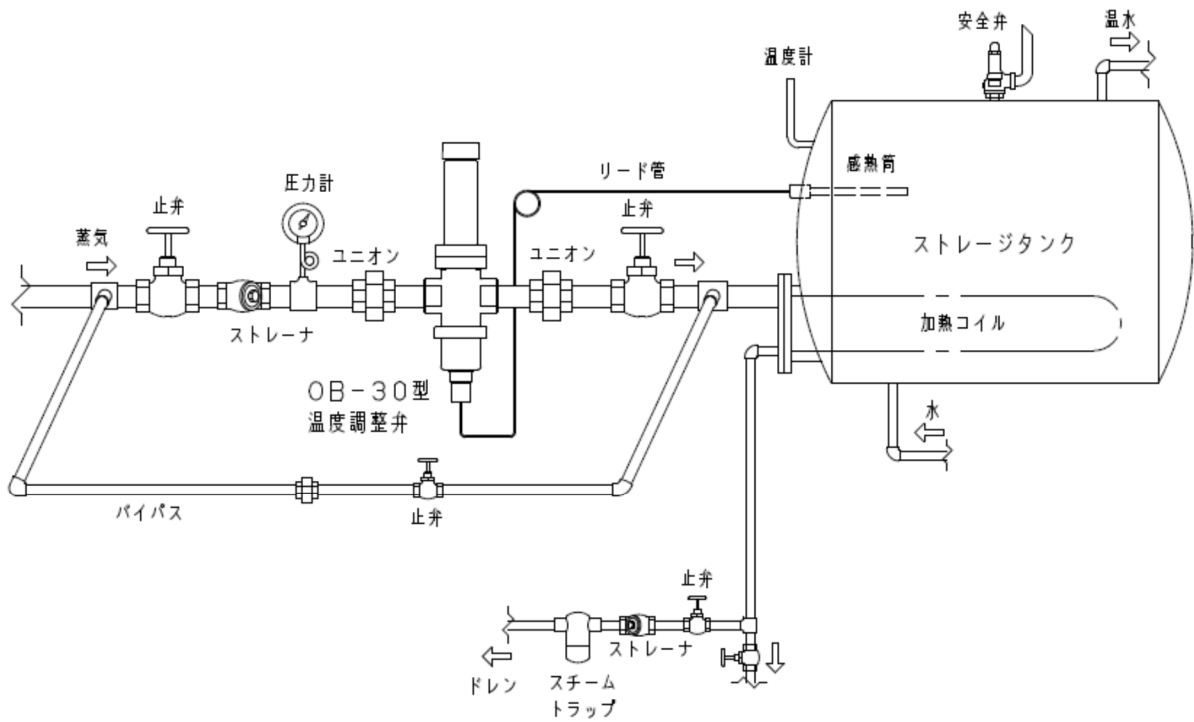 安全弁
温水
温度計
リード管
感熱筒
圧力計
止弁
止弁
蒸気
ユニオン
ユニオン
ストレージタンク
ストレーナ
加熱コイル
OB-30型
温度調整弁
水
バイパス
止弁
止弁
ストレーナ
ドレン
スチーム
トラップ